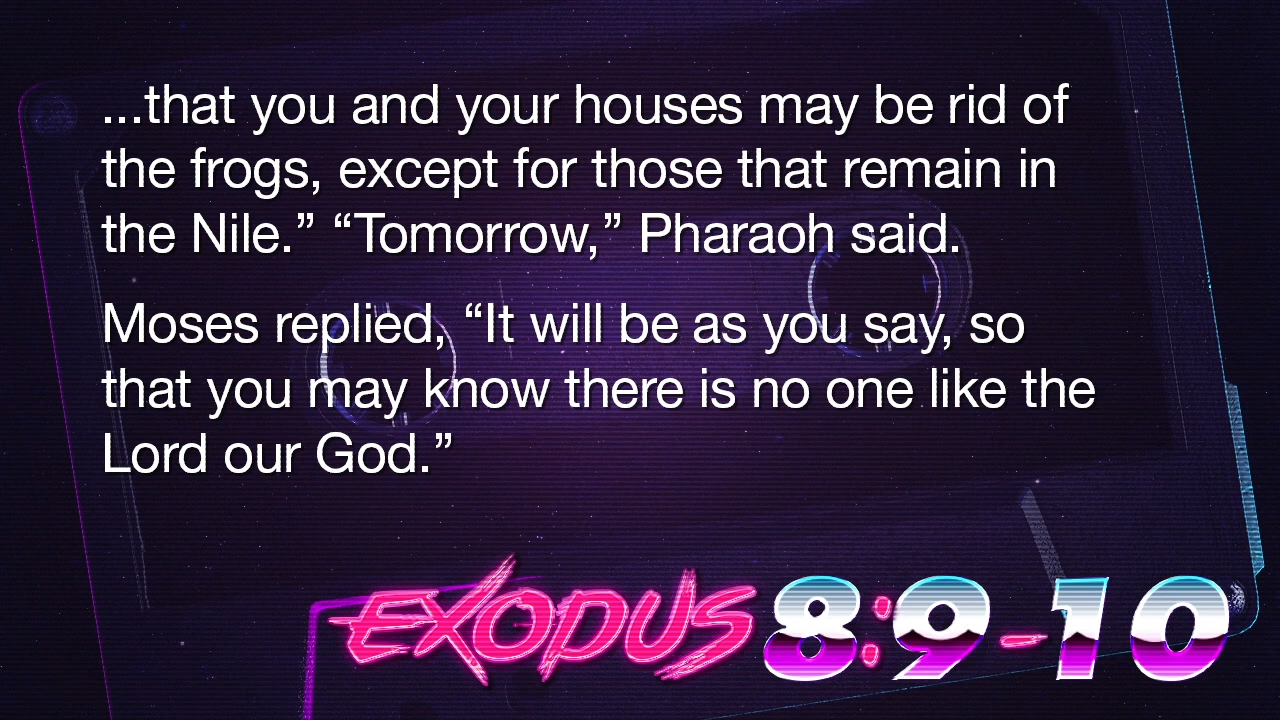 ...that you and your houses may be rid of
the frogs, except for those that remain in
the Nile.” “Tomorrow,” Pharaoh said.
Moses replied, “It will be as you say, so
that you may know there is no one like the
Lord our God.”
EXODUS 8:9-10